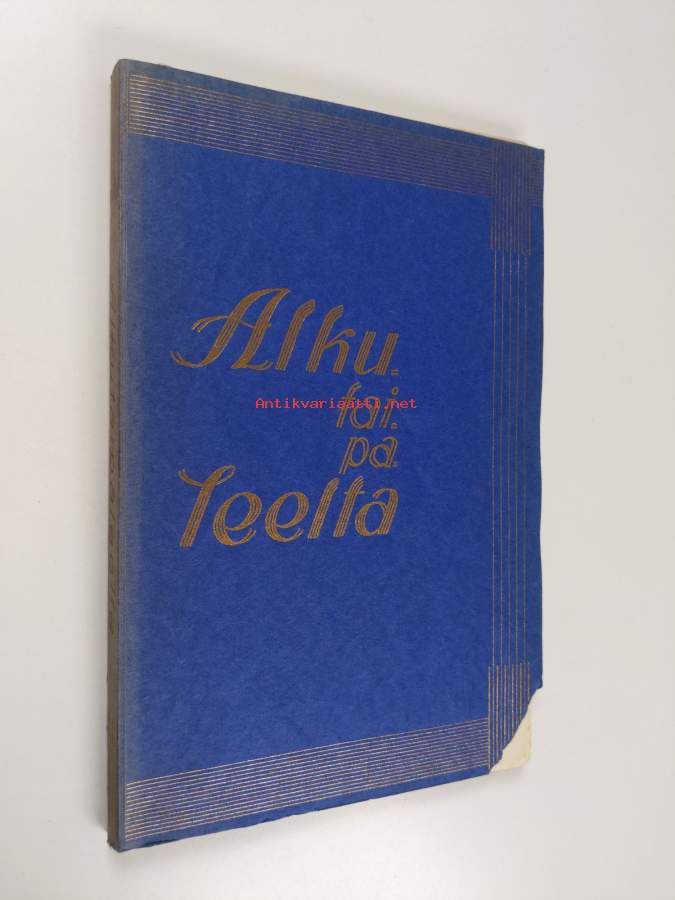 Alku=
Antikvariaatti.net
tai=
pa=
leelta